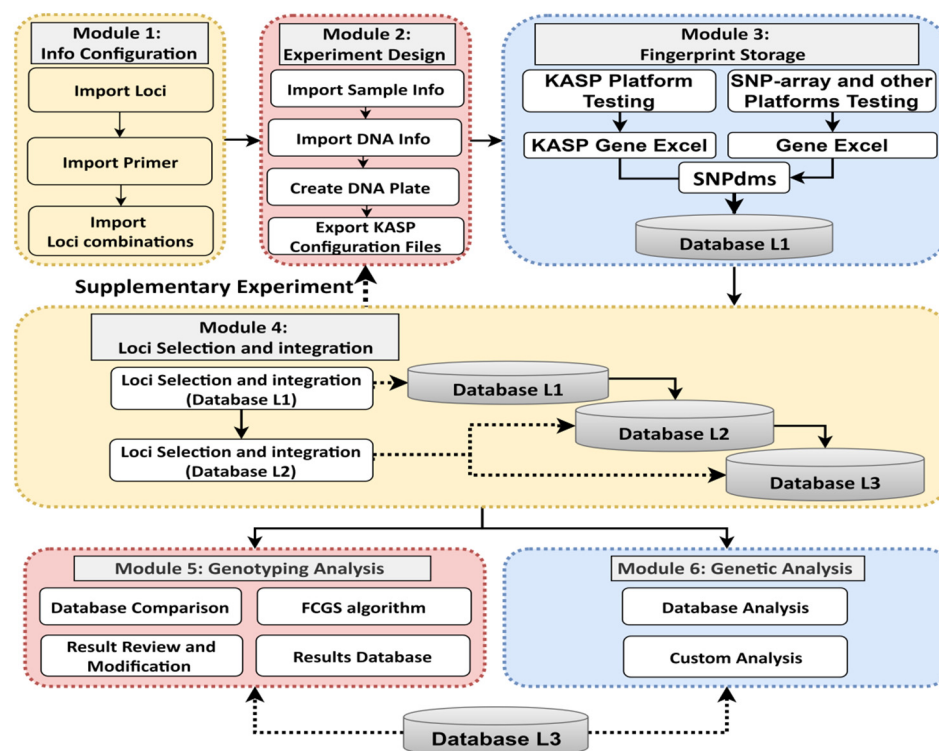 Module 1:
Info Configuration
Import Loci
Import Primer
Import
Loci combinations
Module 2:
Experiment Design
Import Sample Info
Import DNA Info
Create DNA Plate
Export KASP
Configuration Files
Module 3:
Fingerprint Storage
KASP Platform
Testing
SNP-array and other
Platforms Testing
KASP Gene Excel
Gene Excel
SNPdms
Database L1
Supplementary Experiment
Module 4:
Loci Selection and integration
Loci Selection and integration
(Database L1)
Loci Selection and integration
(Database L2)
Database L1
Database L2
Database L3
Module 5: Genotyping Analysis
Database Comparison
FCGS algorithm
Result Review and
Modification
Results Database
Module 6: Genetic Analysis
Database Analysis
Custom Analysis
Database L3